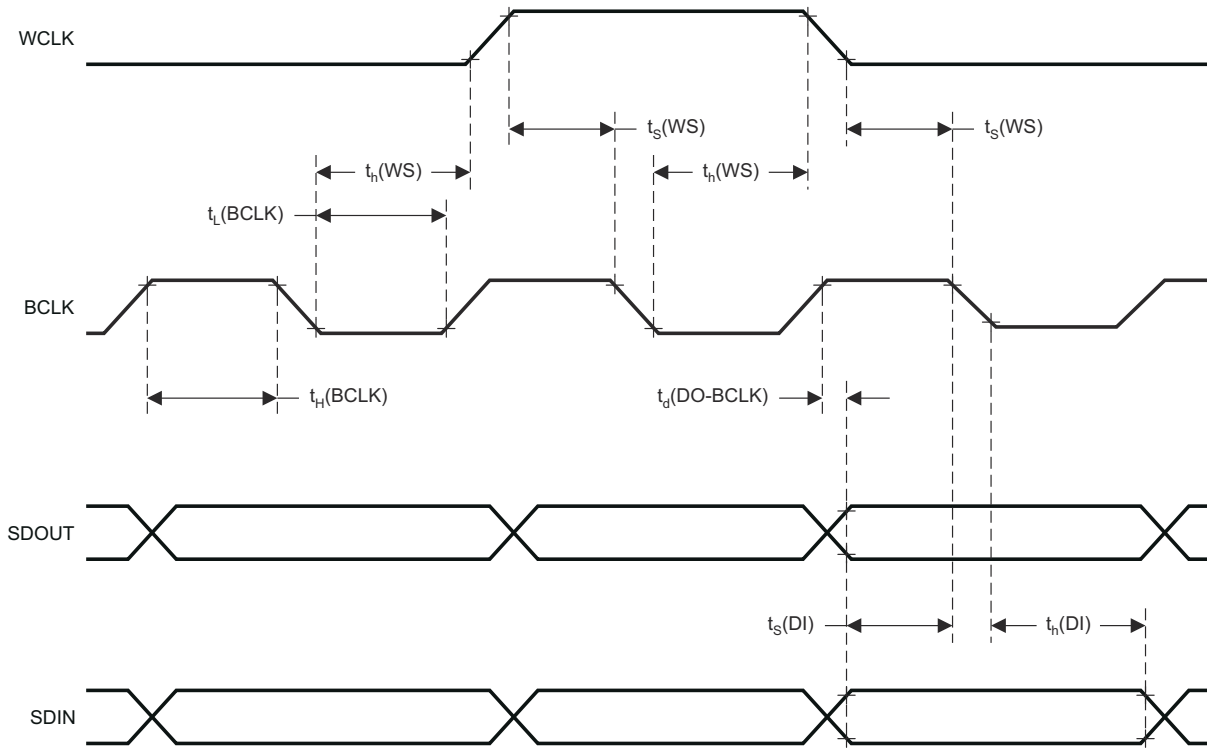 WCLK
tS(WS)
tS(WS)
th(WS)
th(WS)
tL(BCLK)
BCLK
tH(BCLK)
td(DO-BCLK)
SDOUT
tS(DI)
th(DI)
SDIN